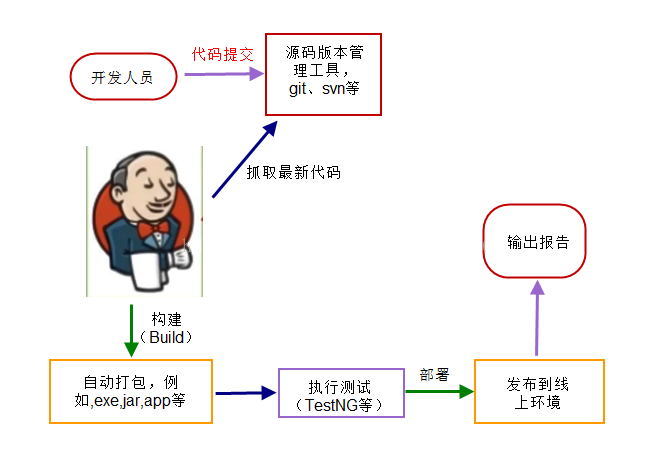 代码提交
开发人员
源码版本管
理工具，
git、svn等
抓取最新代码
输出报告
构建
（Build）
自动打包，例
如,exe,jar,app等
执行测试
（TestNG等）
部署
发布到线
上环境